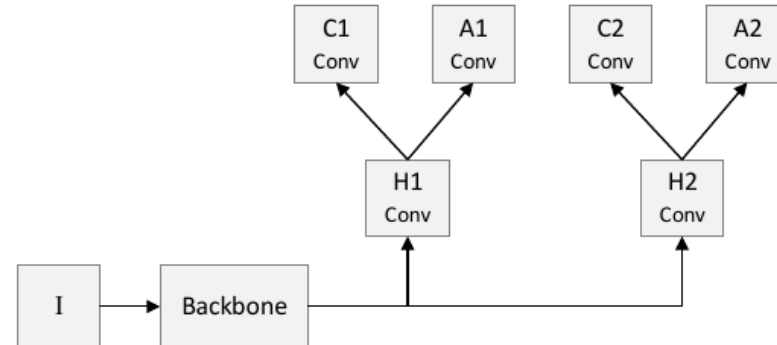 C1
Conv
A1
Conv
C2
Conv
A2
Conv
H1
Conv
H2
Conv
I
Backbone